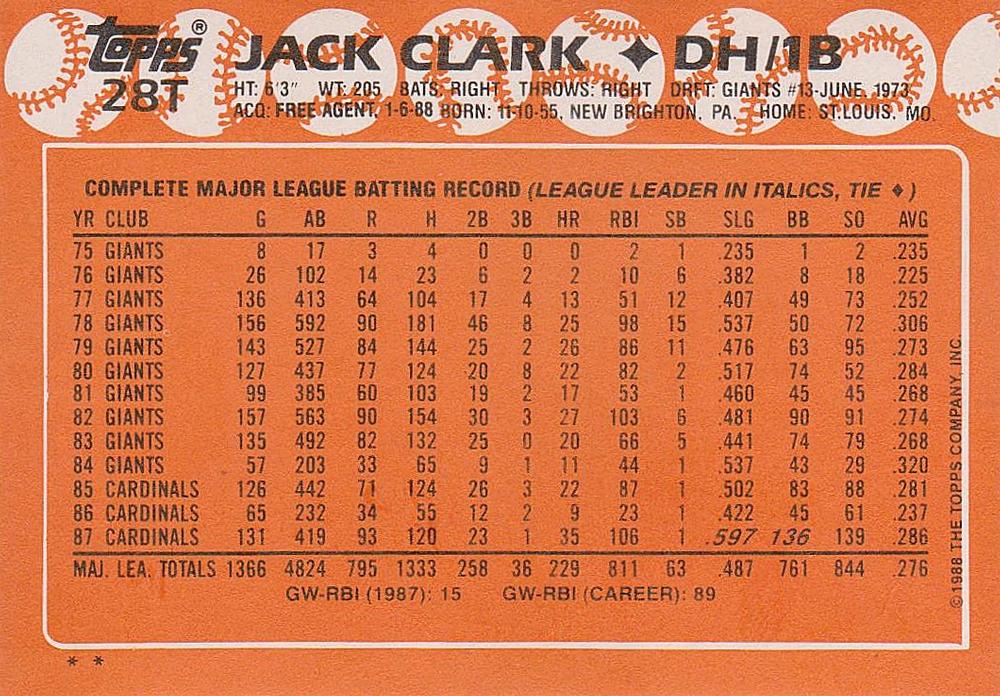 Topps® JACK CLARK ✦ DH/1B
28T HT: 6'3" WT: 205 BATS: RIGHT THROWS: RIGHT DRFT: GIANTS #13-JUNE, 1973
ACQ: FREE AGENT, 1-6-88 BORN: 11-10-55, NEW BRIGHTON, PA. HOME: ST.LOUIS, MO.
COMPLETE MAJOR LEAGUE BATTING RECORD (LEAGUE LEADER IN ITALICS, TIE ♦)
YR CLUB G AB R H 2B 3B HR RBI SB SLG BB SO AVG
75 GIANTS 8 17 3 4 0 0 0 2 1 .235 1 2 .235
76 GIANTS 26 102 14 23 6 2 2 10 6 .382 8 18 .225
77 GIANTS 136 413 64 104 17 4 13 51 12 .407 49 73 .252
78 GIANTS 156 592 90 181 46 8 25 98 15 .537 50 72 .306
79 GIANTS 143 527 84 144 25 2 26 86 11 .476 63 95 .273
80 GIANTS 127 437 77 124 20 8 22 82 2 .517 74 52 .284
81 GIANTS 99 385 60 103 19 2 17 53 1 .460 45 45 .268
82 GIANTS 157 563 90 154 30 3 27 103 6 .481 90 91 .274
83 GIANTS 135 492 82 132 25 0 20 66 5 .441 74 79 .268
84 GIANTS 57 203 33 65 9 1 11 44 1 .537 43 29 .320
85 CARDINALS 126 442 71 124 26 3 22 87 1 .502 83 88 .281
86 CARDINALS 65 232 34 55 12 2 9 23 1 .422 45 61 .237
87 CARDINALS 131 419 93 120 23 1 35 106 1 .597 136 139 .286
MAJ. LEA. TOTALS 1366 4824 795 1333 258 36 229 811 63 .487 761 844 .276
GW-RBI (1987): 15 GW-RBI (CAREER): 89
©1988 THE TOPPS COMPANY, INC.
* *